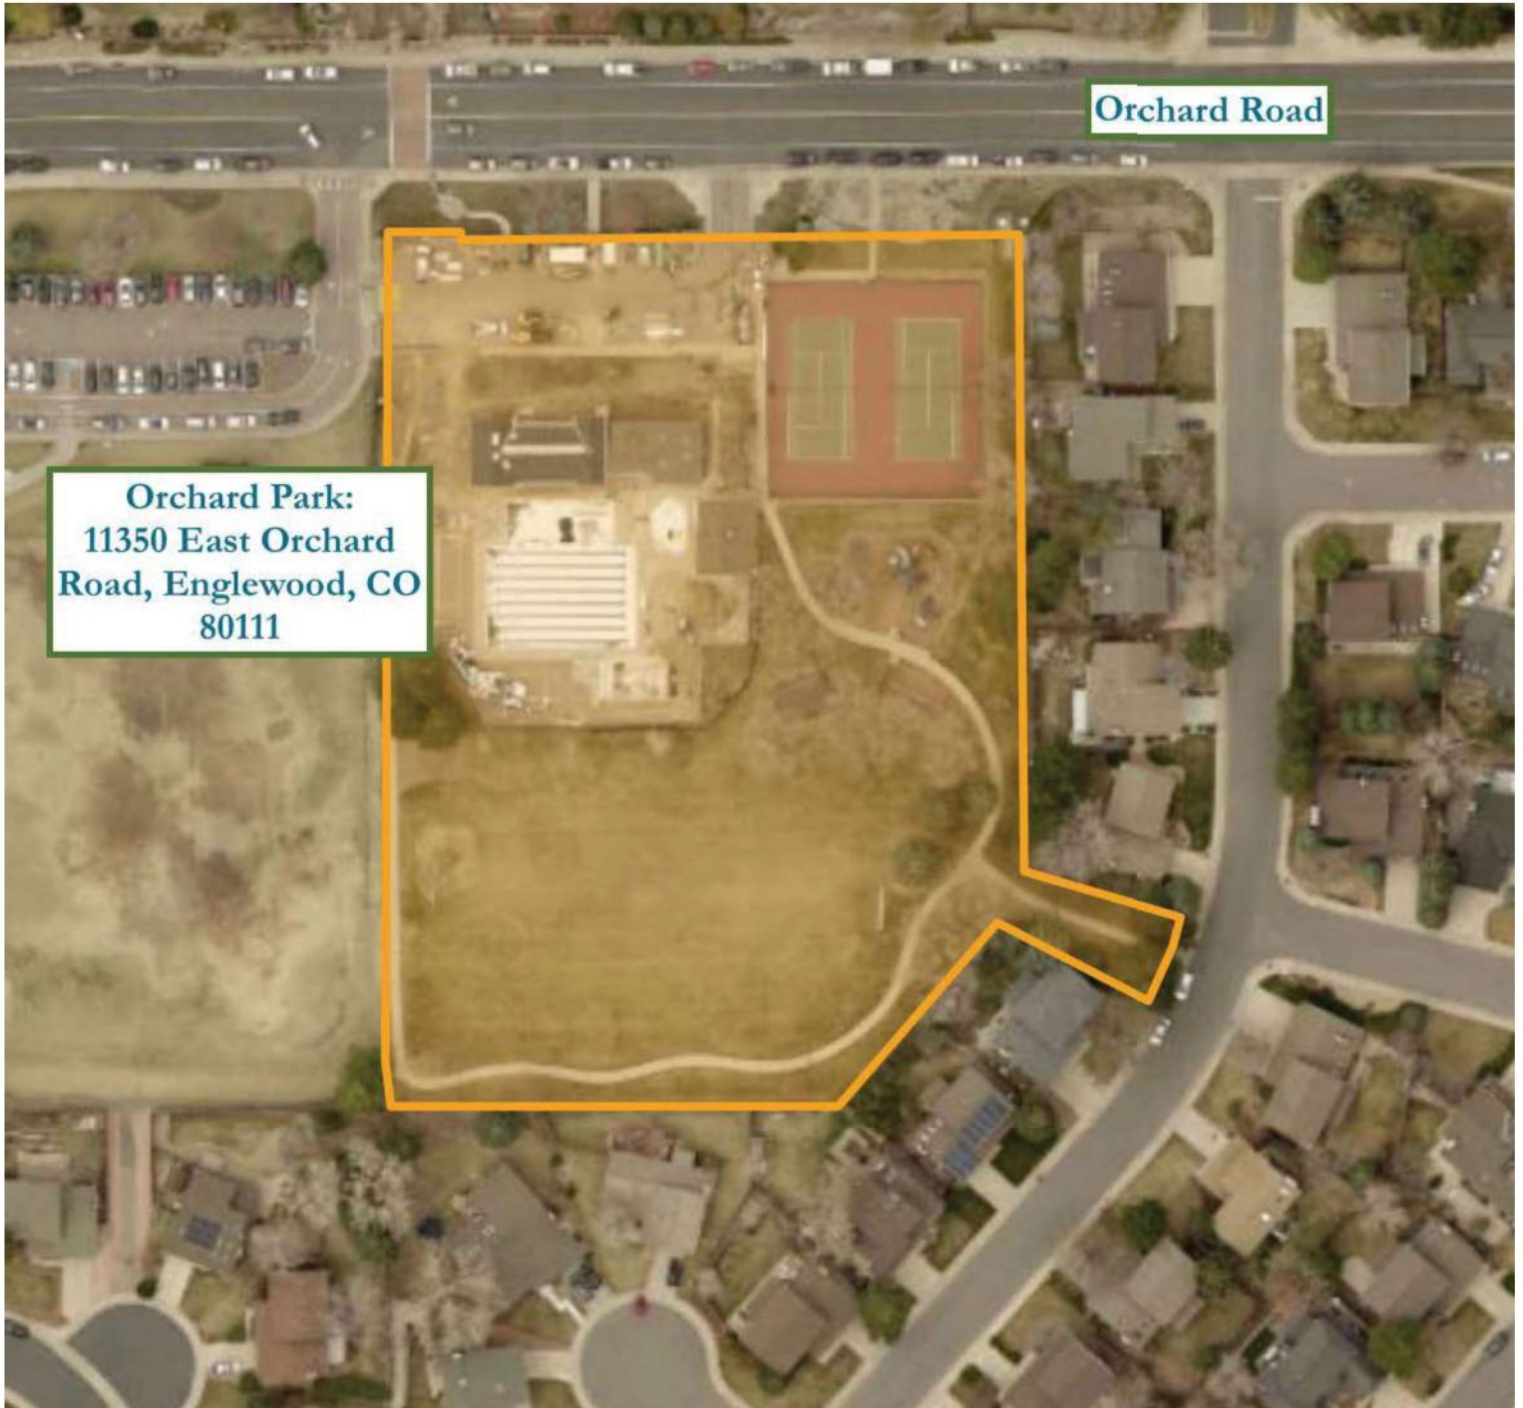 Orchard Road
Orchard Park:
11350 East Orchard
Road, Englewood, CO
80111